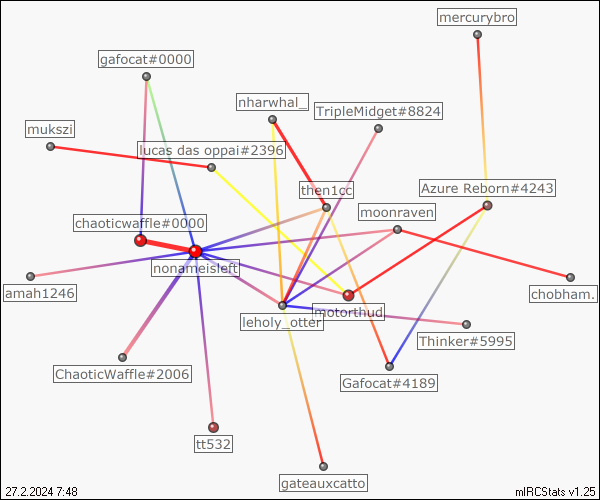 mercurybro
gafocat#0000
nharwhal_
TripleMidget#8824
mukszi
lucas das oppai#2396
then1cc
Azure Reborn#4243
moonraven
chaoticwaffle#0000
nonameisleft
amah1246
chobham.
motorthud
leholy_otter
Thinker#5995
ChaoticWaffle#2006
Gafocat#4189
tt532
gateauxcatto
27.2.2024 7:48
mIRCStats v1.25